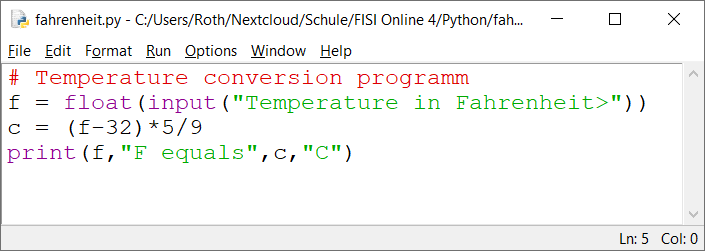 fahrenheit.py - C:/Users/Roth/Nextcloud/Schule/FISI Online 4/Python/fah...
File Edit Format Run Options Window Help
# Temperature conversion programm
f = float(input("Temperature in Fahrenheit>"))
c = (f-32)*5/9
print(f,"F equals",c,"C")
Ln: 5 Col: 0